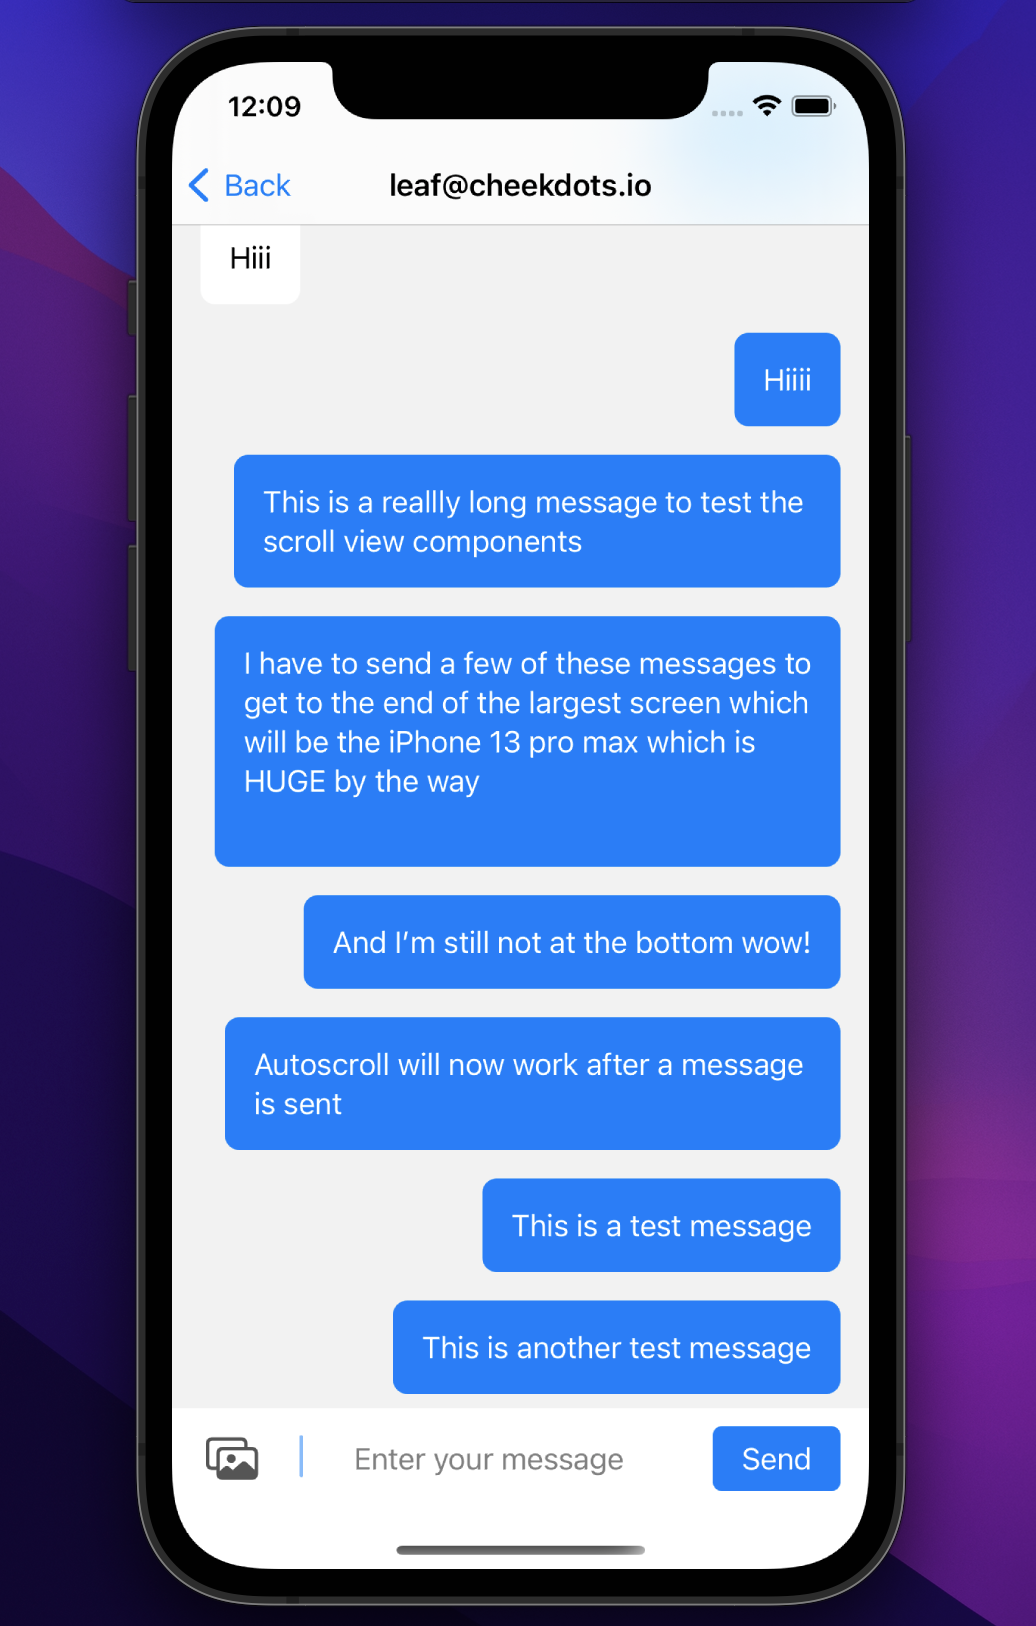 12:09
Back
leaf@cheekdots.io
Hiii
Hiiii
This is a reallly long message to test the
scroll view components
I have to send a few of these messages to
get to the end of the largest screen which
will be the iPhone 13 pro max which is
HUGE by the way
And I’m still not at the bottom wow!
Autoscroll will now work after a message
is sent
This is a test message
This is another test message
Enter your message
Send